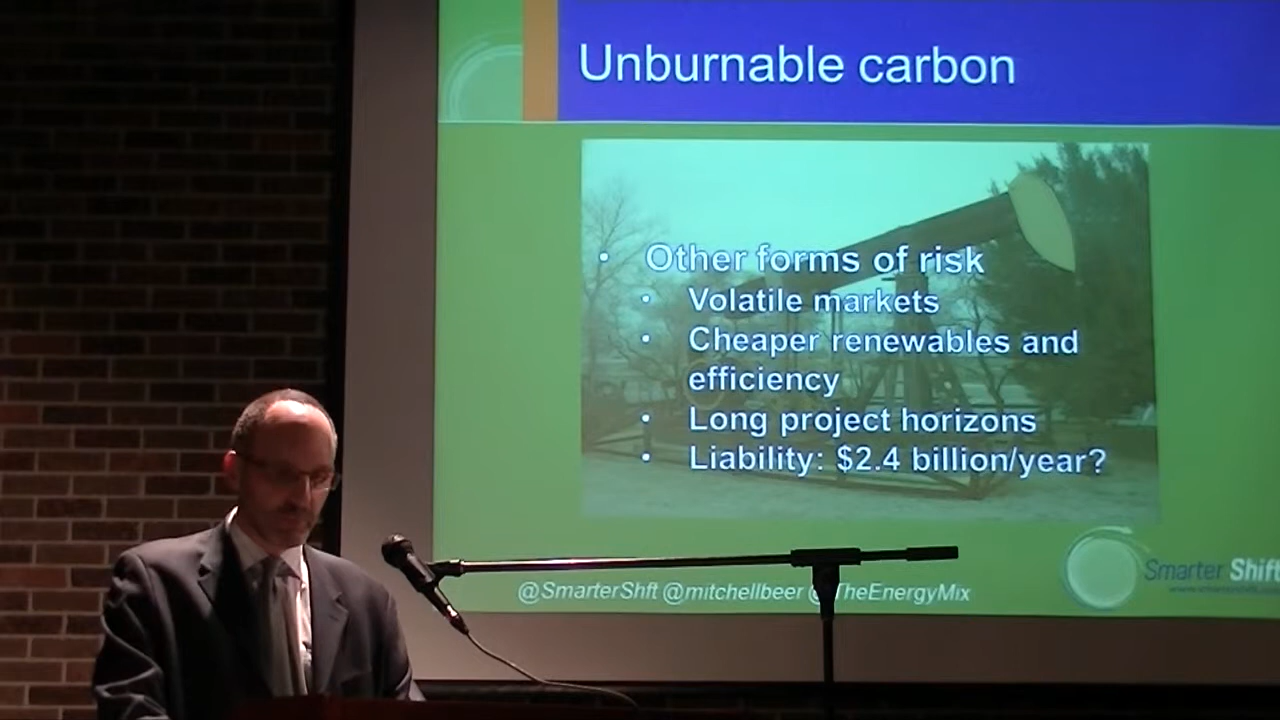 Unburnable carbon
• Other forms of risk
• Volatile markets
• Cheaper renewables and
efficiency
• Long project horizons
• Liability: $2.4 billion/year?
@SmarterShft @mitchellbeer @TheEnergyMix
Smarter Shift